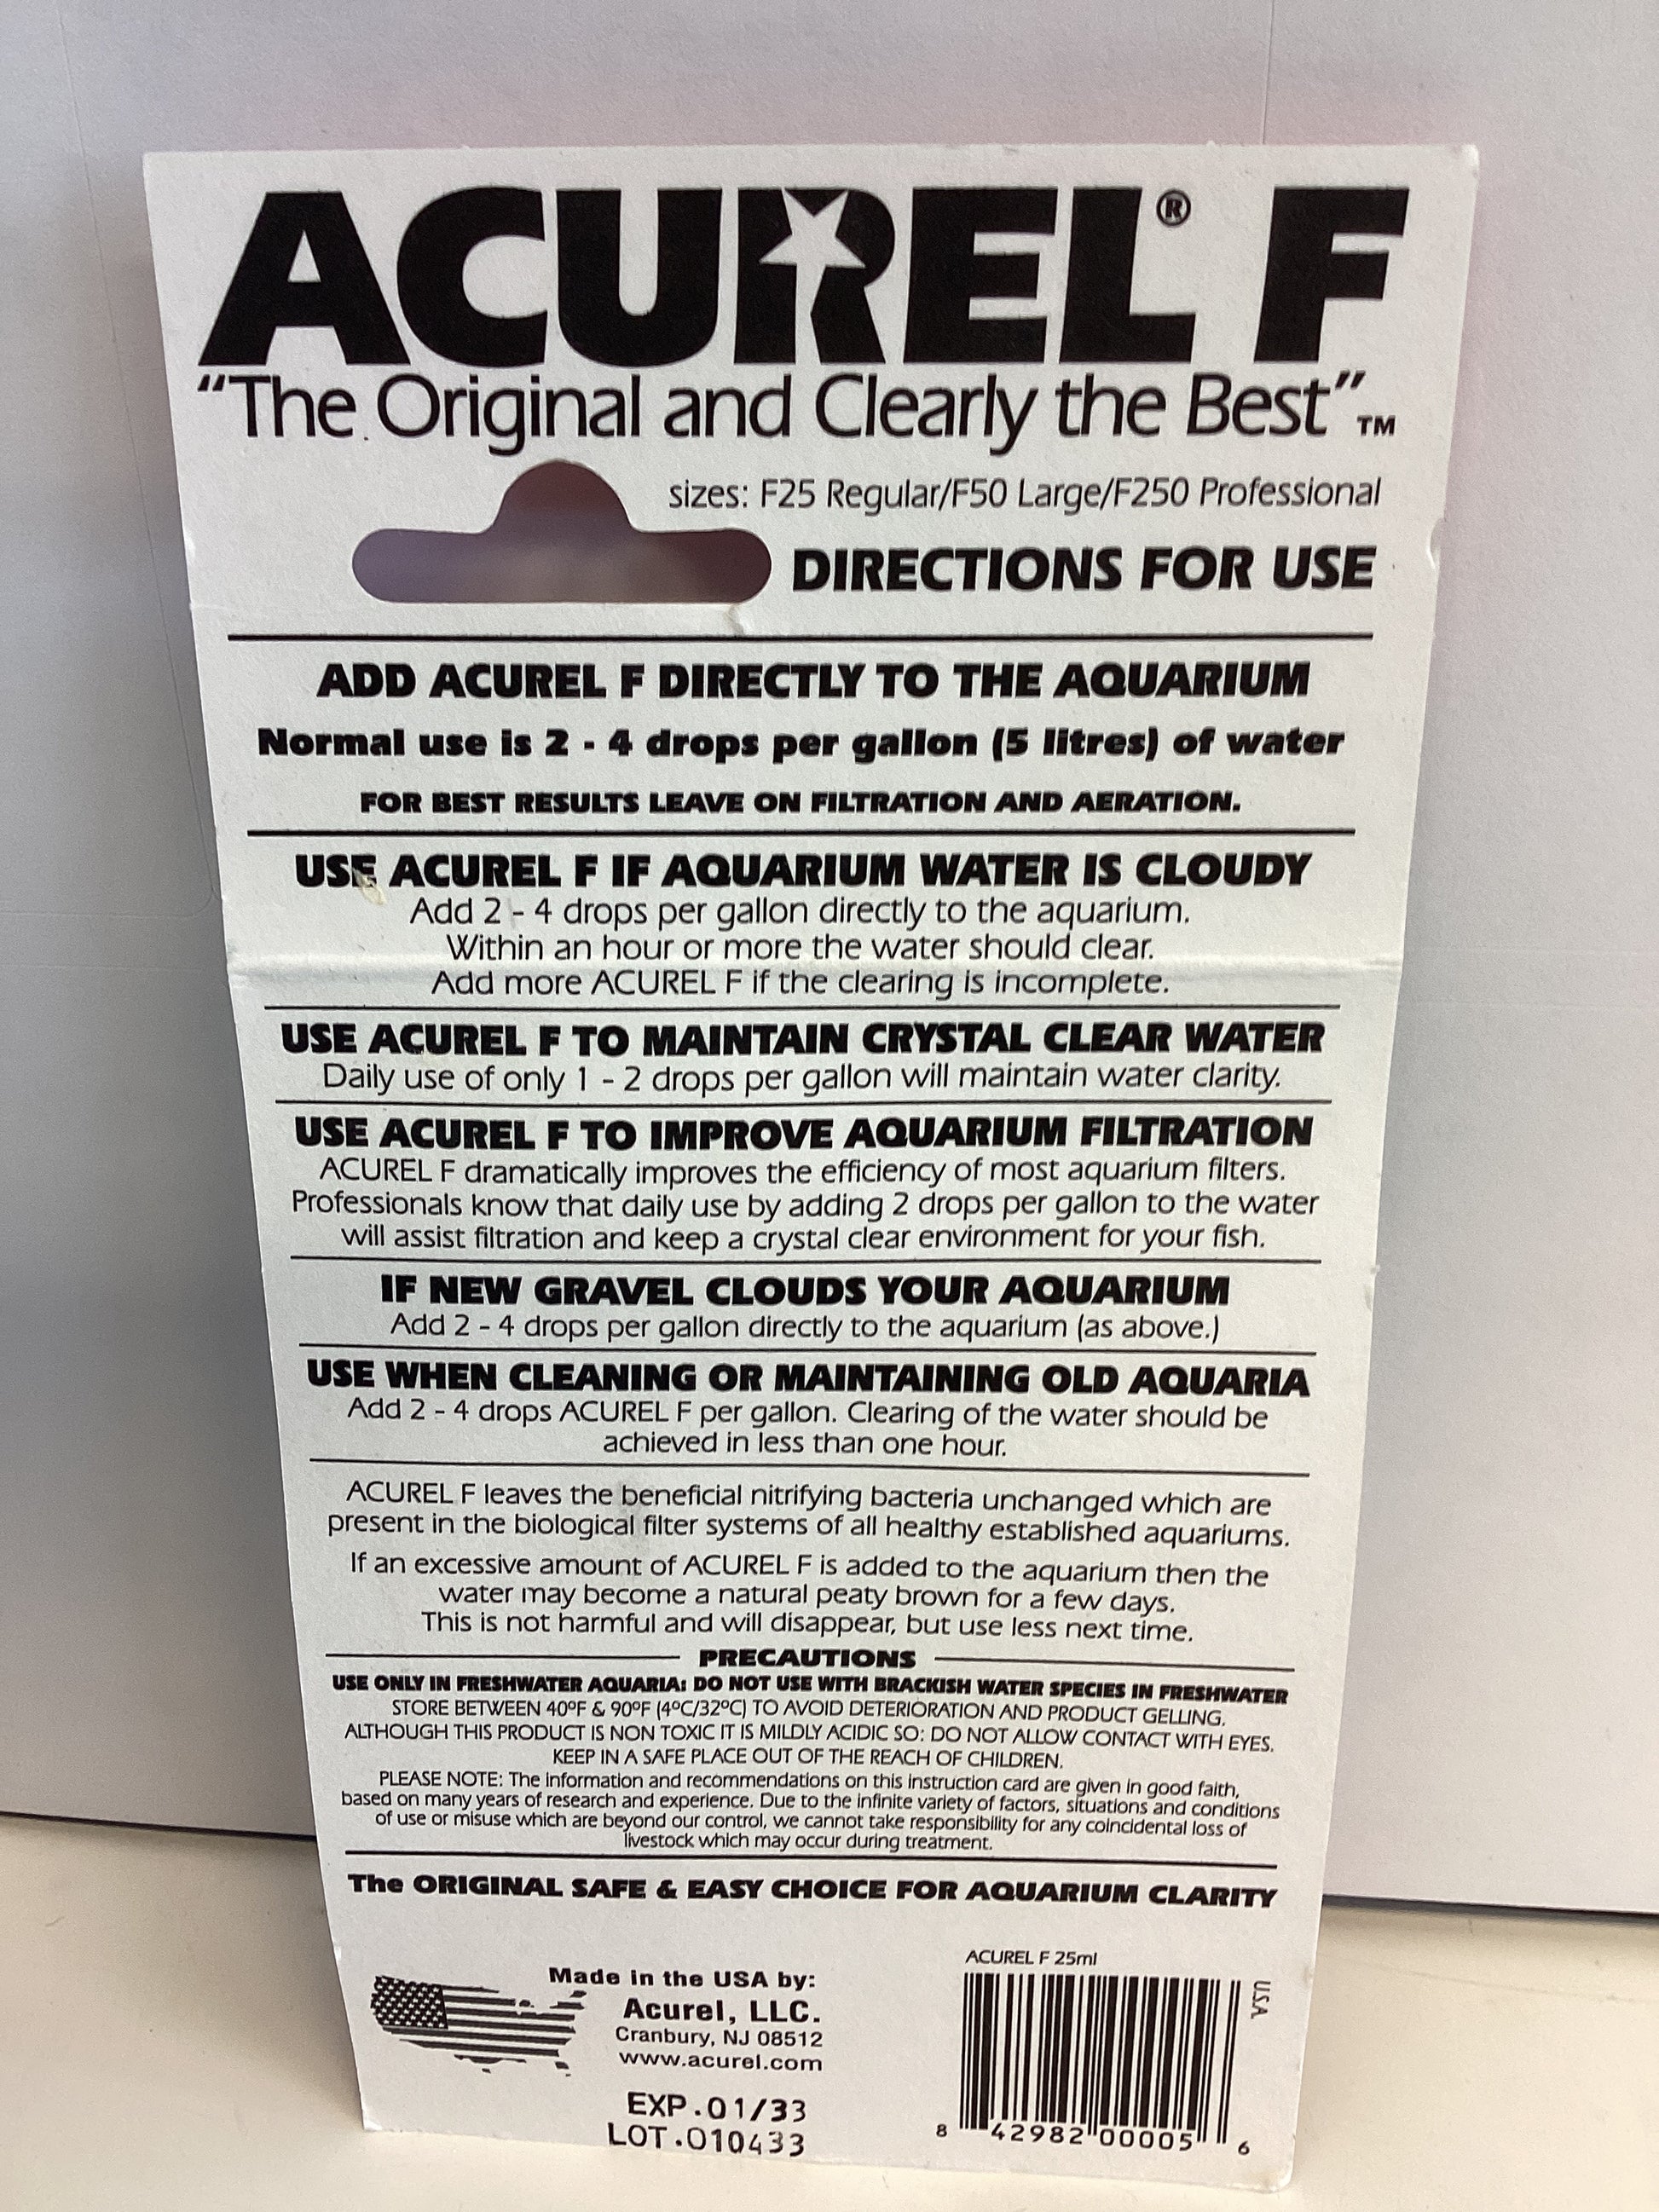 ACUREL® F
“The Original and Clearly the Best”™
sizes: F25 Regular/F50 Large/F250 Professional
DIRECTIONS FOR USE
ADD ACUREL F DIRECTLY TO THE AQUARIUM
Normal use is 2 - 4 drops per gallon (5 litres) of water
FOR BEST RESULTS LEAVE ON FILTRATION AND AERATION.
USE ACUREL F IF AQUARIUM WATER IS CLOUDY
Add 2 - 4 drops per gallon directly to the aquarium.
Within an hour or more the water should clear.
Add more ACUREL F if the clearing is incomplete.
USE ACUREL F TO MAINTAIN CRYSTAL CLEAR WATER
Daily use of only 1 - 2 drops per gallon will maintain water clarity.
USE ACUREL F TO IMPROVE AQUARIUM FILTRATION
ACUREL F dramatically improves the efficiency of most aquarium filters.
Professionals know that daily use by adding 2 drops per gallon to the water
will assist filtration and keep a crystal clear environment for your fish.
IF NEW GRAVEL CLOUDS YOUR AQUARIUM
Add 2 - 4 drops per gallon directly to the aquarium (as above.)
USE WHEN CLEANING OR MAINTAINING OLD AQUARIA
Add 2 - 4 drops ACUREL F per gallon. Clearing of the water should be
achieved in less than one hour.
ACUREL F leaves the beneficial nitrifying bacteria unchanged which are
present in the biological filter systems of all healthy established aquariums.
If an excessive amount of ACUREL F is added to the aquarium then the
water may become a natural peaty brown for a few days.
This is not harmful and will disappear, but use less next time.
PRECAUTIONS
USE ONLY IN FRESHWATER AQUARIA: DO NOT USE WITH BRACKISH WATER SPECIES IN FRESHWATER
STORE BETWEEN 40ºF & 90ºF (4ºC/32ºC) TO AVOID DETERIORATION AND PRODUCT GELLING.
ALTHOUGH THIS PRODUCT IS NON TOXIC IT IS MILDLY ACIDIC SO: DO NOT ALLOW CONTACT WITH EYES.
KEEP IN A SAFE PLACE OUT OF THE REACH OF CHILDREN.
PLEASE NOTE: The information and recommendations on this instruction card are given in good faith,
based on many years of research and experience. Due to the infinite variety of factors, situations and conditions
of use or misuse which are beyond our control, we cannot take responsibility for any coincidental loss of
livestock which may occur during treatment.
The ORIGINAL SAFE & EASY CHOICE FOR AQUARIUM CLARITY
Made in the USA by:
Acurel, LLC.
Cranbury, NJ 08512
www.acurel.com
EXP.01/33
LOT.010433
ACUREL F 25ml
USA
8 42982 00005 6